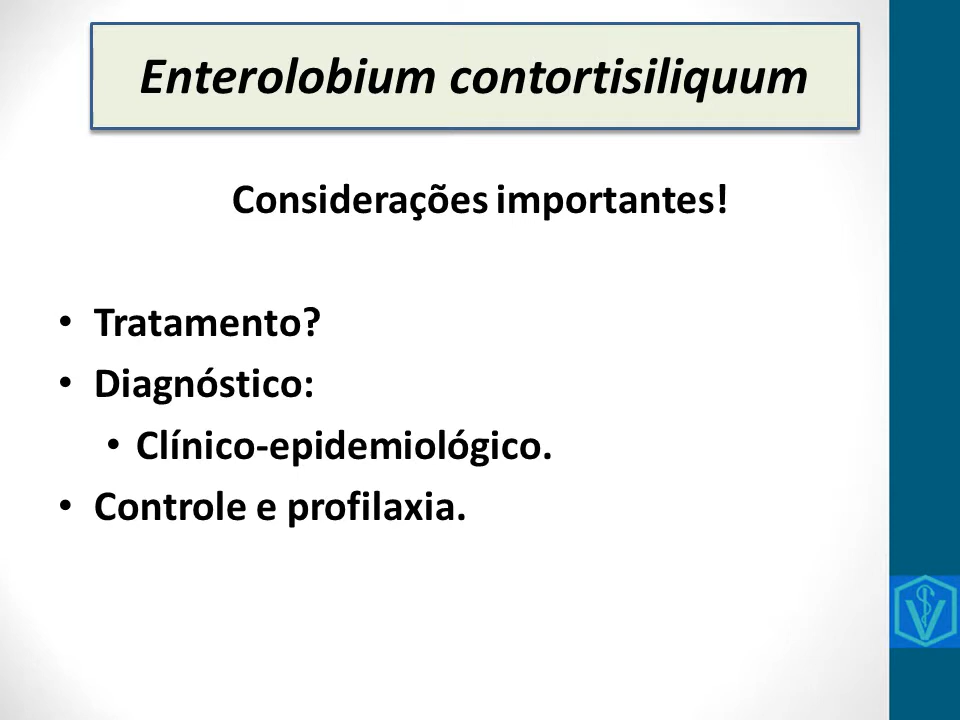 Enterolobium contortisiliquum
Considerações importantes!
• Tratamento?
• Diagnóstico:
• Clínico-epidemiológico.
• Controle e profilaxia.